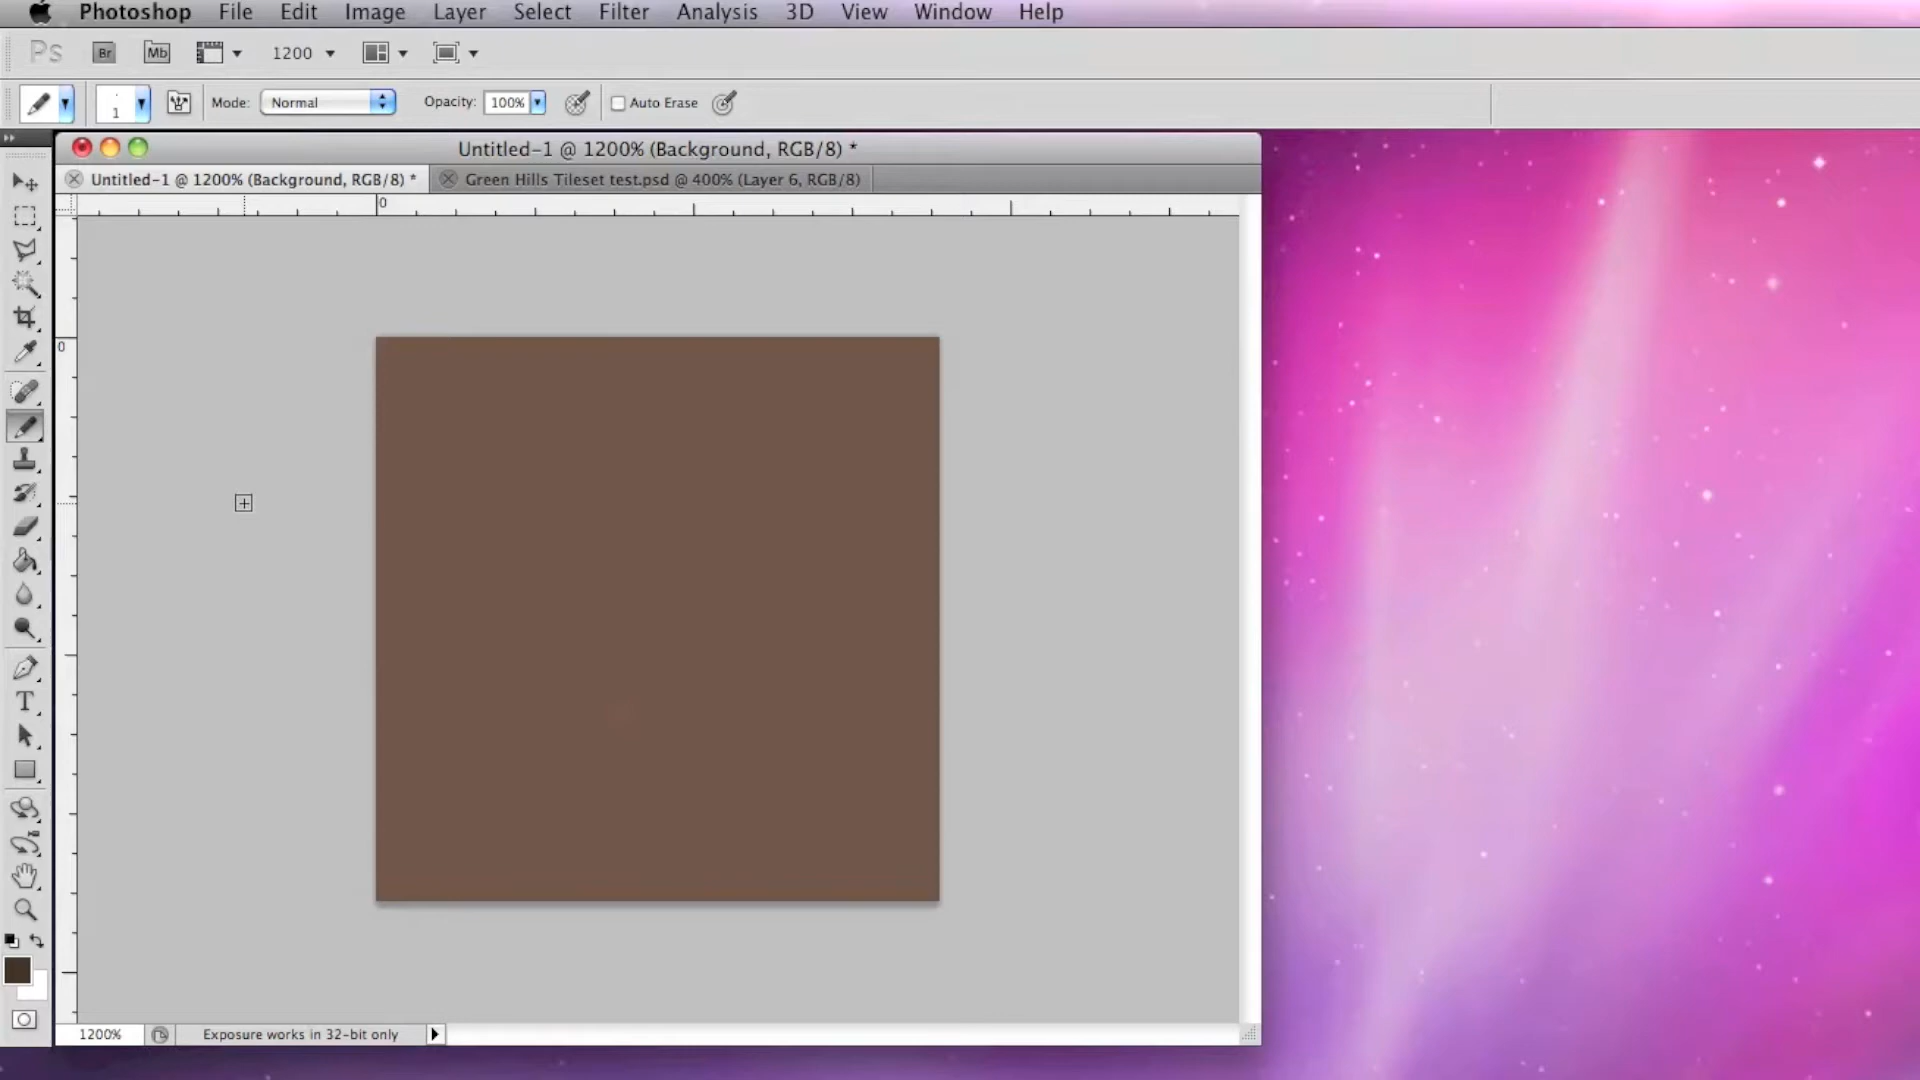 Photoshop File Edit Image Layer Select Filter Analysis 3D View Window Help
Ps Br Mb 1200
1 Mode: Normal Opacity: 100% Auto Erase
Untitled-1 @ 1200% (Background, RGB/8) *
Untitled-1 @ 1200% (Background, RGB/8) * Green Hills Tileset test.psd @ 400% (Layer 6, RGB/8)
0
0
T
1200% Exposure works in 32-bit only